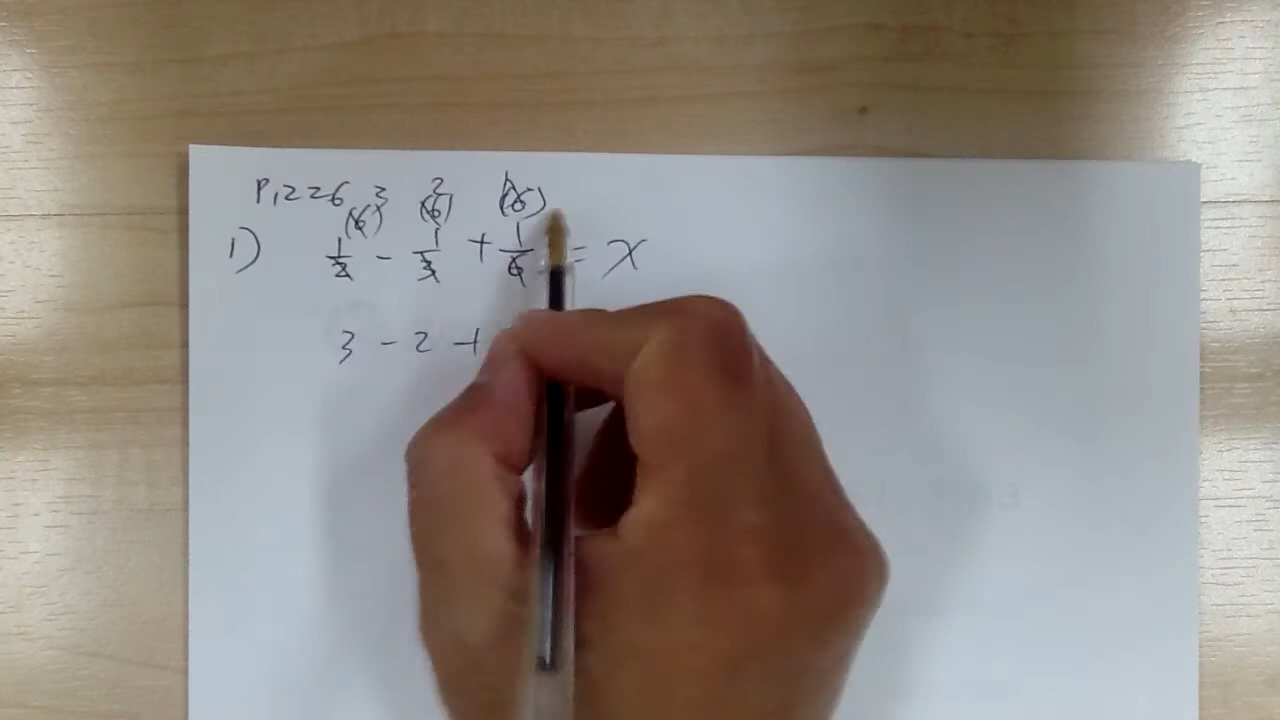 P,226
3 2 1
(6) (6) (6)
1) 1/2 - 1/3 + 1/6 = x
3 - 2 +